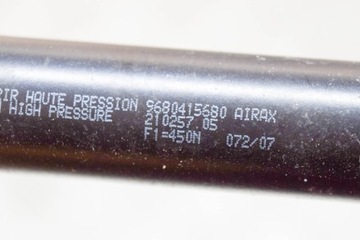 AIR HAUTE PRESSION 9680415680 AIRAX
HIGH PRESSURE 210257.05
F1=450N 072/07